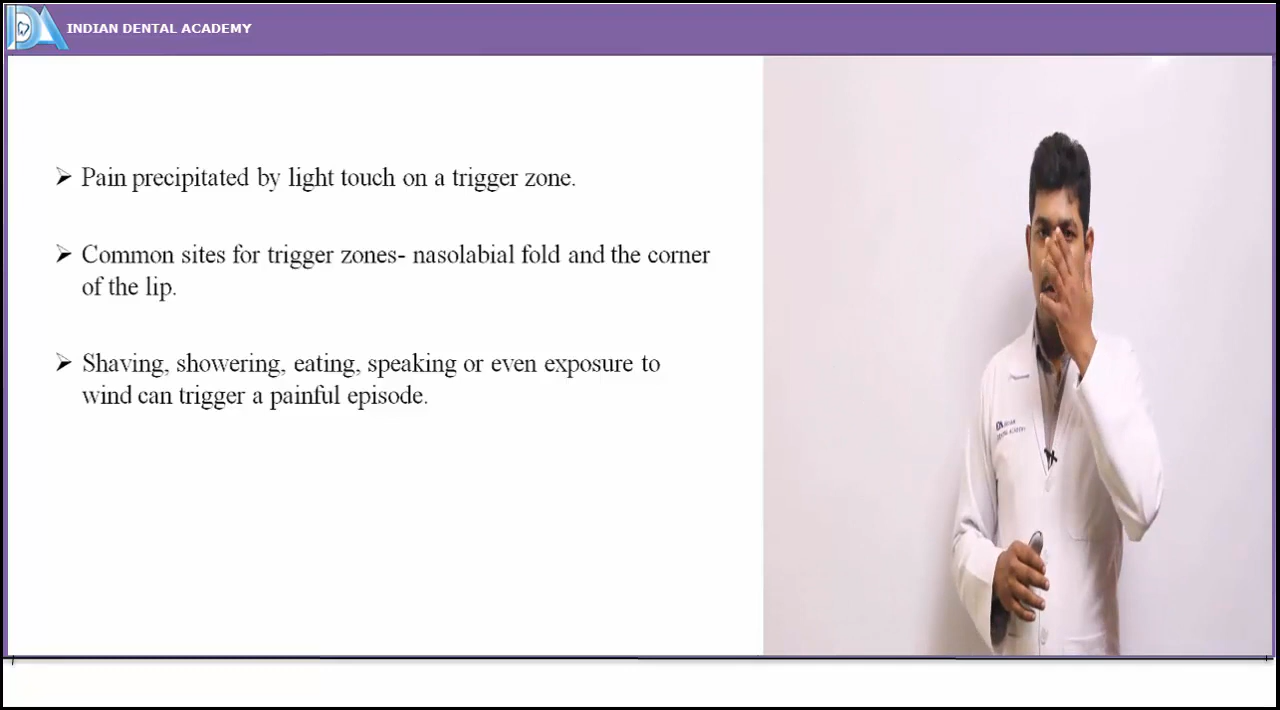 INDIAN DENTAL ACADEMY
➢ Pain precipitated by light touch on a trigger zone.
➢ Common sites for trigger zones- nasolabial fold and the corner
of the lip.
➢ Shaving, showering, eating, speaking or even exposure to
wind can trigger a painful episode.